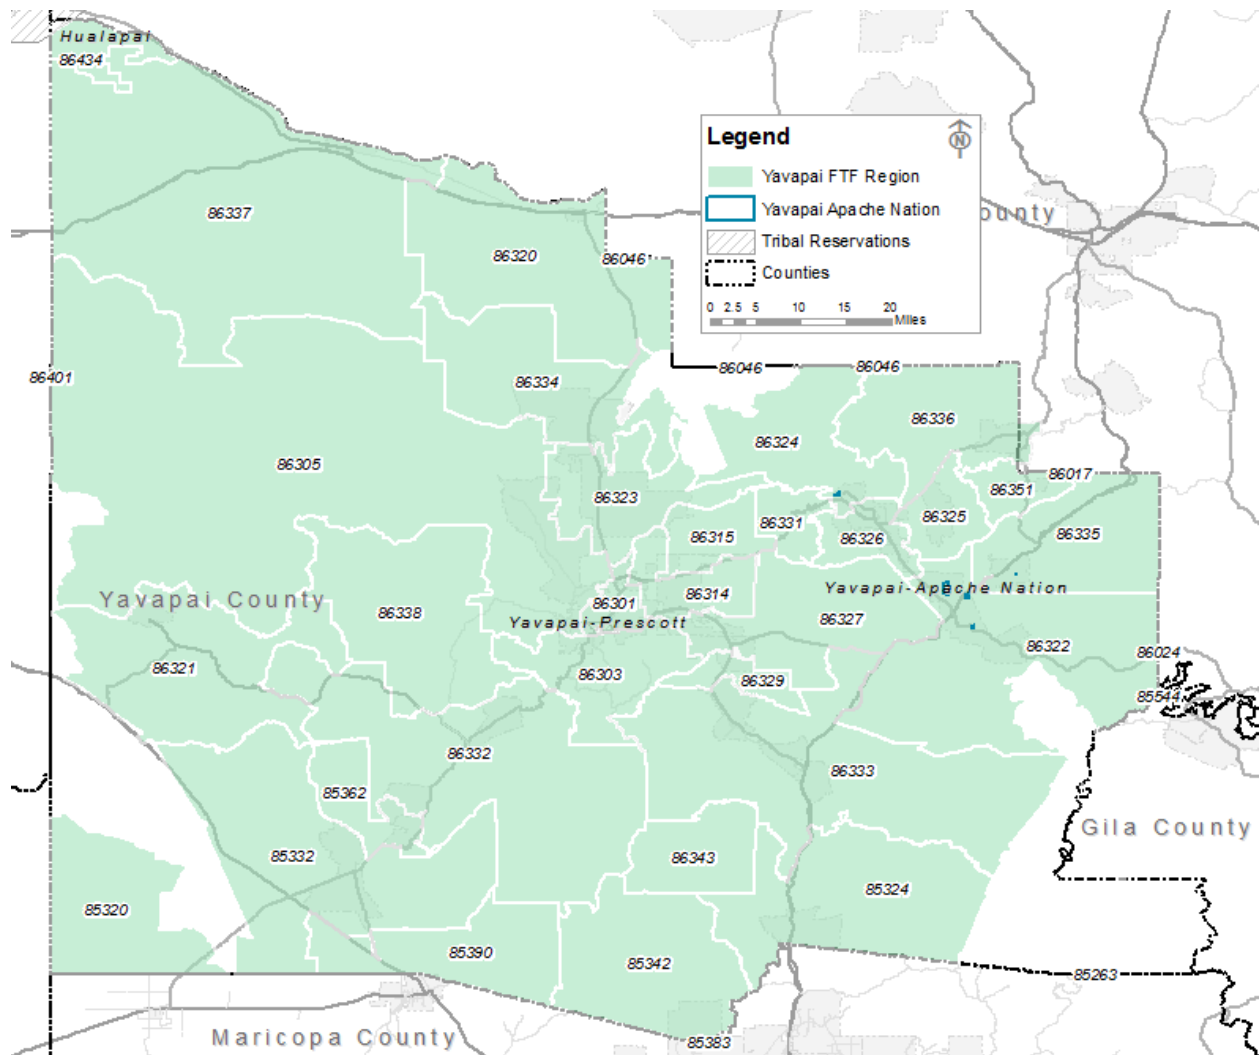 Hualapai
86434
Legend
Yavapai FTF Region
Yavapai Apache Nation
Tribal Reservations
Counties
0 2.5 5 10 15 20
Miles
ounty
86337
86320
86046
86401
86334
86046
86046
86336
86324
86305
86323
86351
86017
86315
86331
86325
86326
86335
Yavapai County
86338
86301
86314
Yavapai-Apache Nation
Yavapai-Prescott
86327
86322
86024
86321
86303
86329
85544
86332
86333
85362
Gila County
85332
86343
85324
85320
85390
85342
85263
Maricopa County
85383